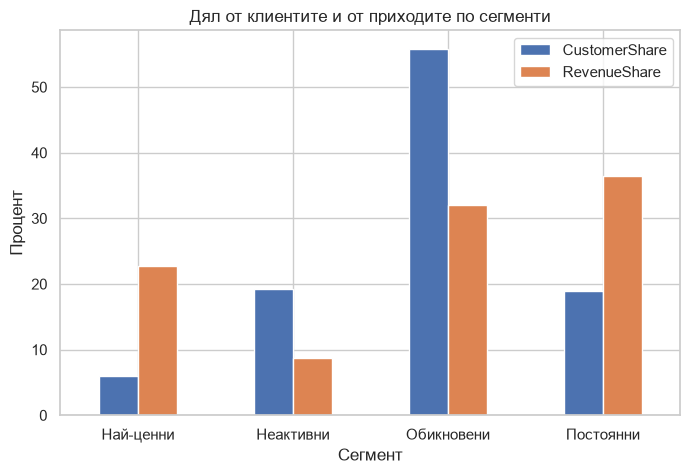 Дял от клиентите и от приходите по сегменти
CustomerShare
RevenueShare
Процент
50
40
30
20
10
0
Най-ценни
Неактивни
Обикновени
Постоянни
Сегмент